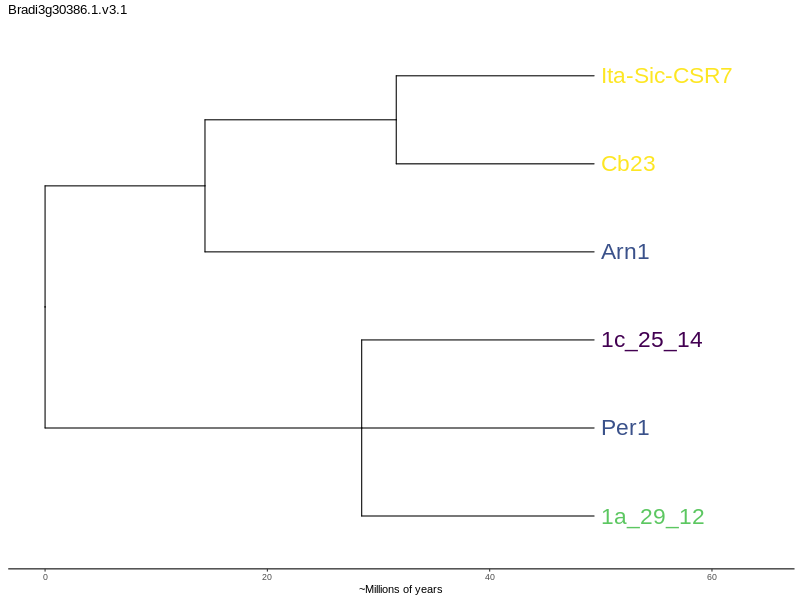 Bradi3g30386.1.v3.1
Ita-Sic-CSR7
Cb23
Arn1
1c_25_14
Per1
1a_29_12
0 20 40 60
~Millions of years